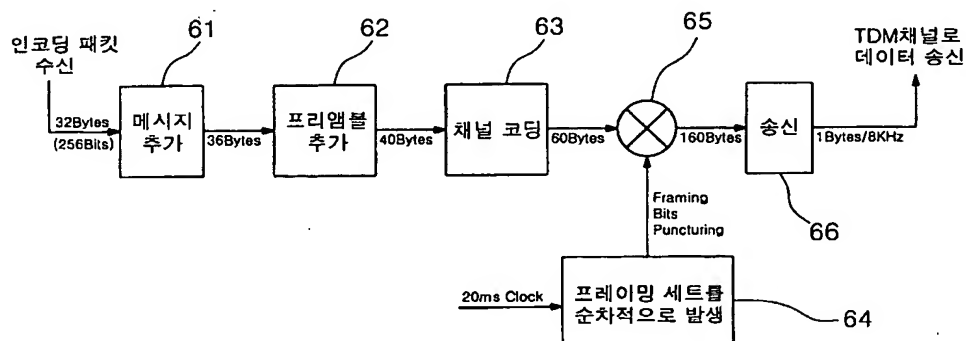 인코딩 패킷
수신
61
62
63
65
TDM채널로
데이터 송신
32Bytes
(256Bits)
메시지
추가
36Bytes
프리앰블
추가
40Bytes
채널 코딩
60Bytes
160Bytes
송신
1Bytes/8KHz
66
Framing
Bits
Puncturing
20ms Clock
프레이밍 세트를
순차적으로 발생
64